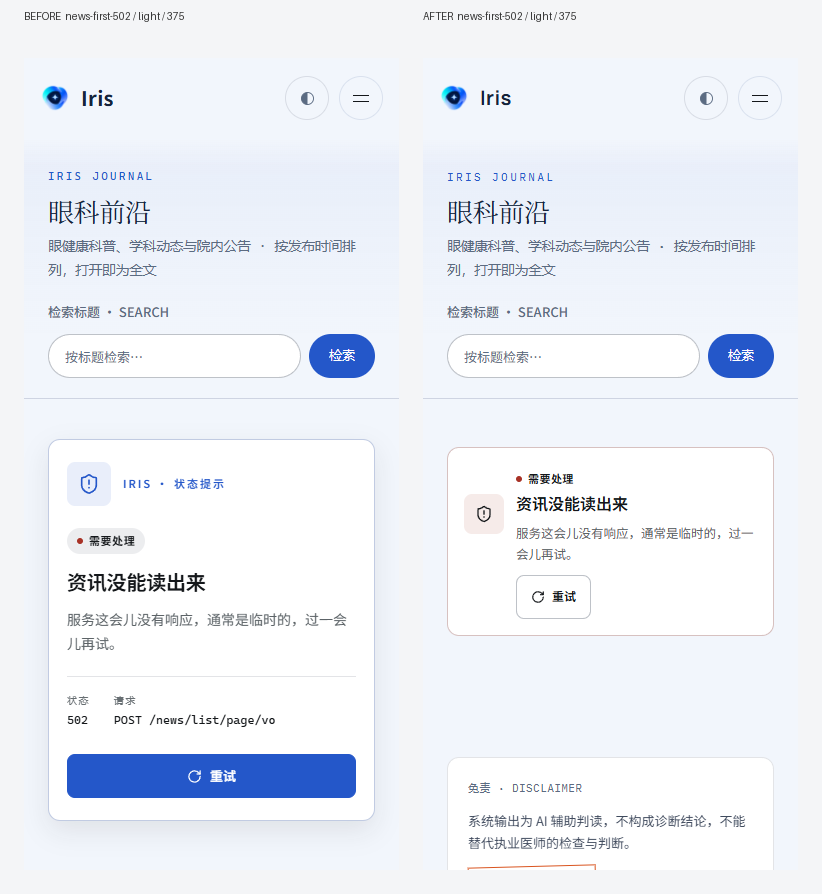 BEFORE news-first-502 / light / 375
Iris
IRIS JOURNAL
眼科前沿
眼健康科普、学科动态与院内公告 · 按发布时间排
列，打开即为全文
检索标题 • SEARCH
按标题检索…
检索
IRIS • 状态提示
需要处理
资讯没能读出来
服务这会儿没有响应，通常是临时的，过一会
儿再试。
状态 请求
502 POST /news/list/page/vo
重试
AFTER news-first-502 / light / 375
Iris
IRIS JOURNAL
眼科前沿
眼健康科普、学科动态与院内公告 · 按发布时间排
列，打开即为全文
检索标题 • SEARCH
按标题检索…
检索
需要处理
资讯没能读出来
服务这会儿没有响应，通常是临时的，过一
会儿再试。
重试
免责 · DISCLAIMER
系统输出为 AI 辅助判读，不构成诊断结论，不能
替代执业医师的检查与判断。